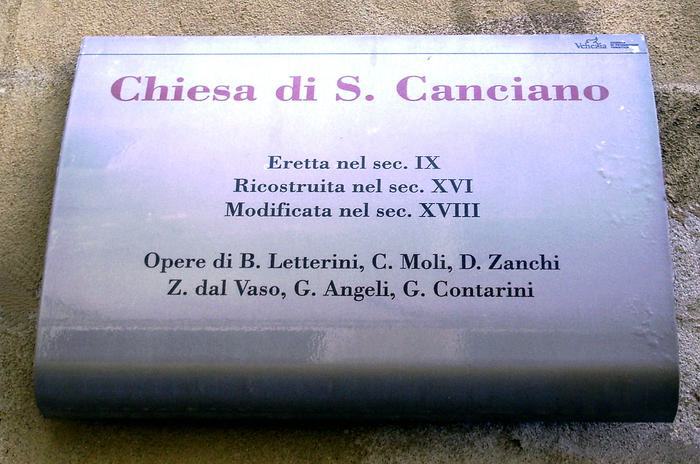 Venezia
Chiesa di S. Canciano
Eretta nel sec. IX
Ricostruita nel sec. XVI
Modificata nel sec. XVIII
Opere di B. Letterini, C. Moli, D. Zanchi
Z. dal Vaso, G. Angeli, G. Contarini